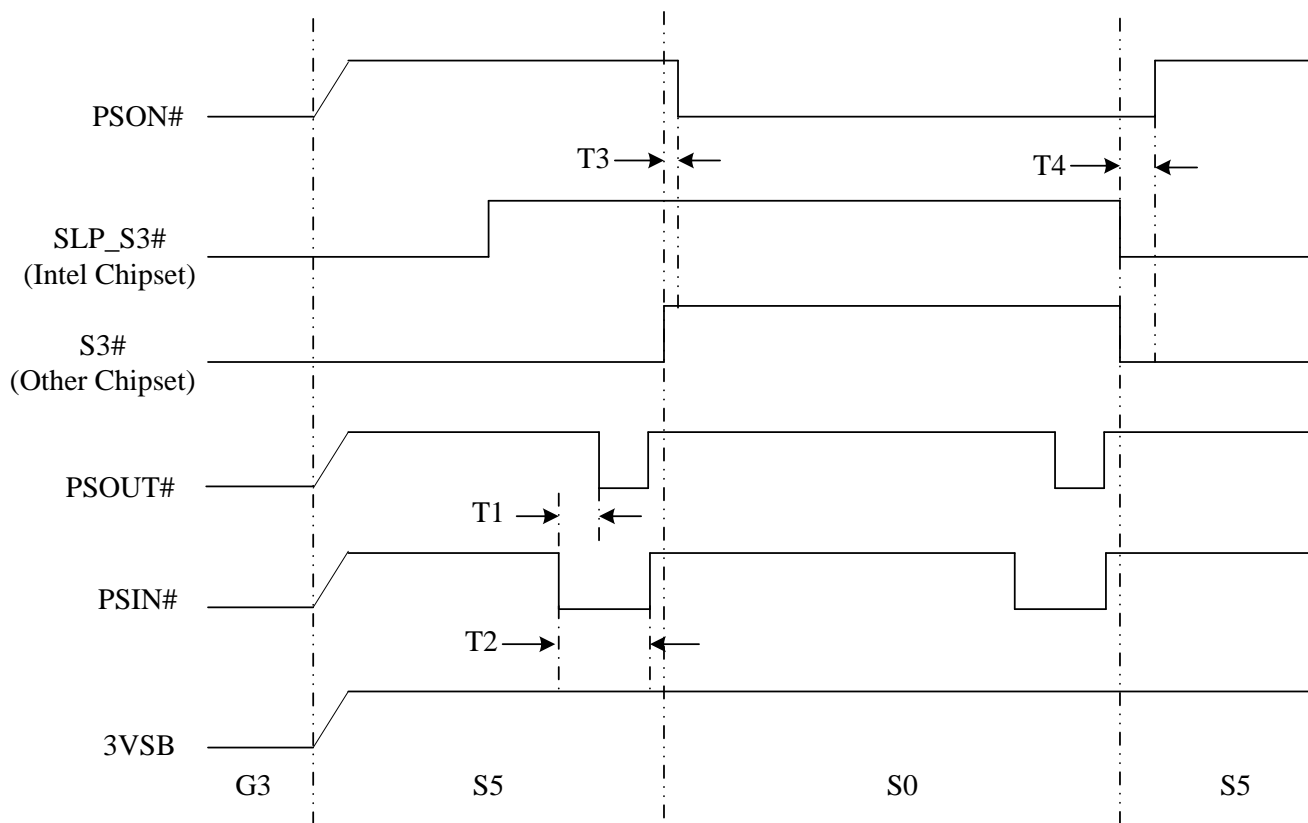 PSON#
T3
T4
SLP_S3#
(Intel Chipset)
S3#
(Other Chipset)
PSOUT#
T1
PSIN#
T2
3VSB
G3 S5 S0 S5